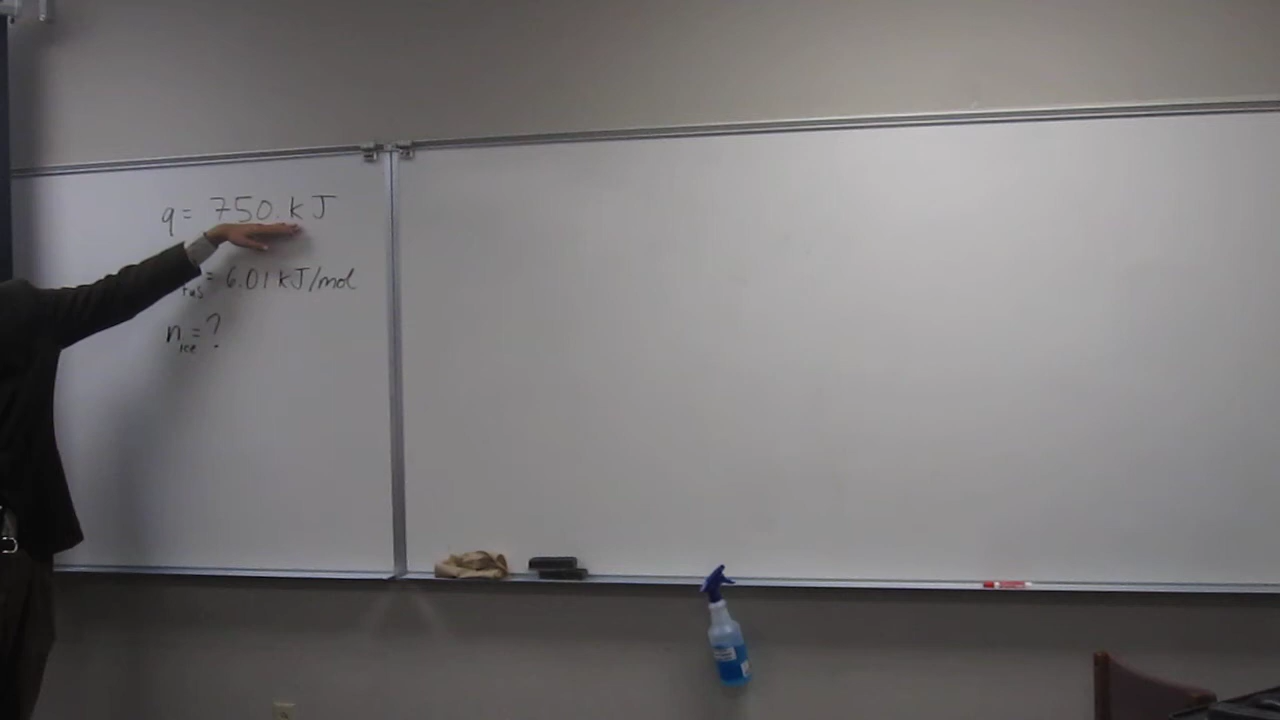 q = 750. kJ
fus = 6.01 kJ/mol
n ice = ?